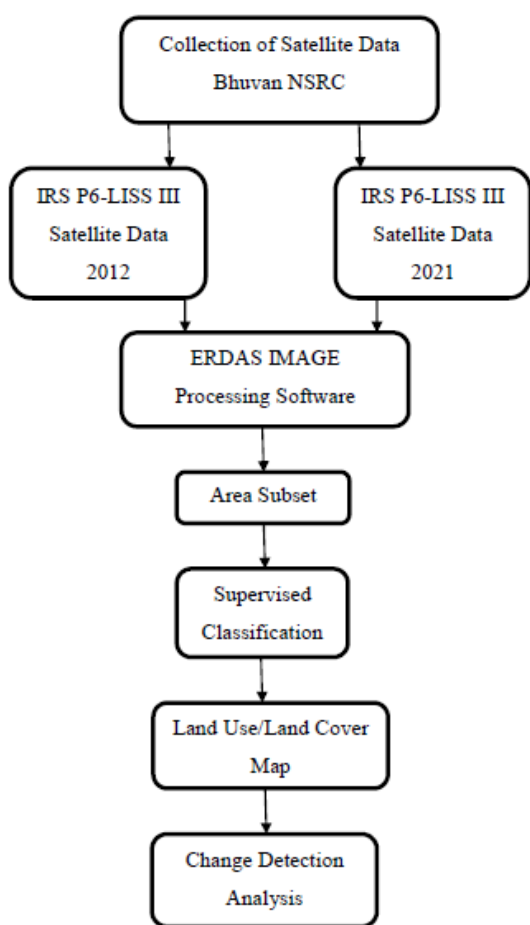 Collection of Satellite Data
Bhuvan NSRC
IRS P6-LISS III
Satellite Data
2012
IRS P6-LISS III
Satellite Data
2021
ERDAS IMAGE
Processing Software
Area Subset
Supervised
Classification
Land Use/Land Cover
Map
Change Detection
Analysis